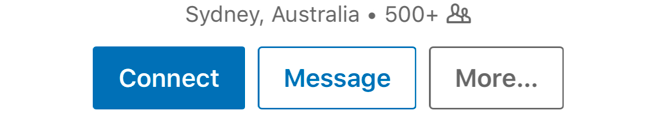 Sydney, Australia • 500+
Connect Message More...